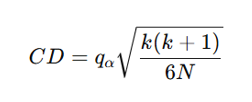 CD = q_α √(k(k + 1) / 6N)